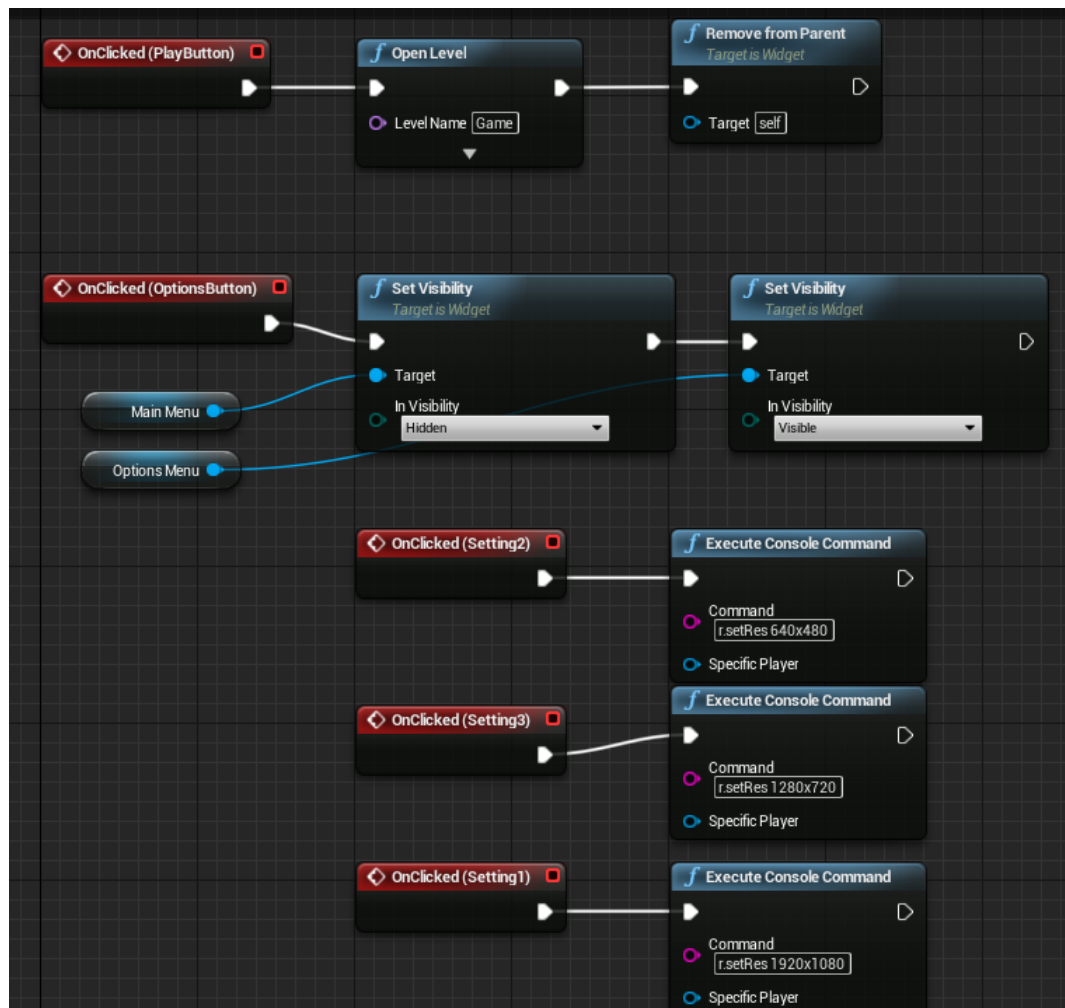 OnClicked (PlayButton)
f Open Level
Level Name Game
f Remove from Parent
Target is Widget
Target self
OnClicked (OptionsButton)
f Set Visibility
Target is Widget
Target
In Visibility
Hidden
f Set Visibility
Target is Widget
Target
In Visibility
Visible
Main Menu
Options Menu
OnClicked (Setting2)
f Execute Console Command
Command
r.setRes 640x480
Specific Player
OnClicked (Setting3)
f Execute Console Command
Command
r.setRes 1280x720
Specific Player
OnClicked (Setting1)
f Execute Console Command
Command
r.setRes 1920x1080
Specific Player